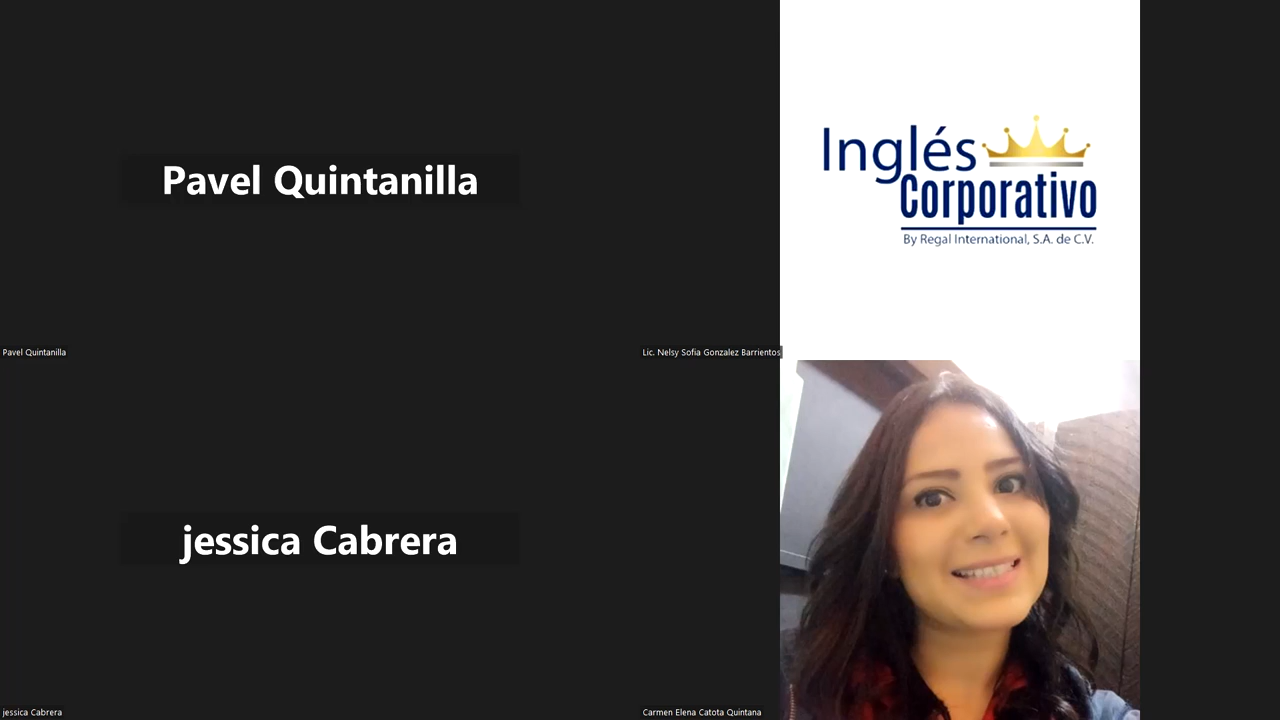 Pavel Quintanilla
Pavel Quintanilla
Inglés
Corporativo
By Regal International, S.A. de C.V.
Lic. Nelsy Sofia Gonzalez Barrientos
jessica Cabrera
jessica Cabrera
Carmen Elena Catota Quintana